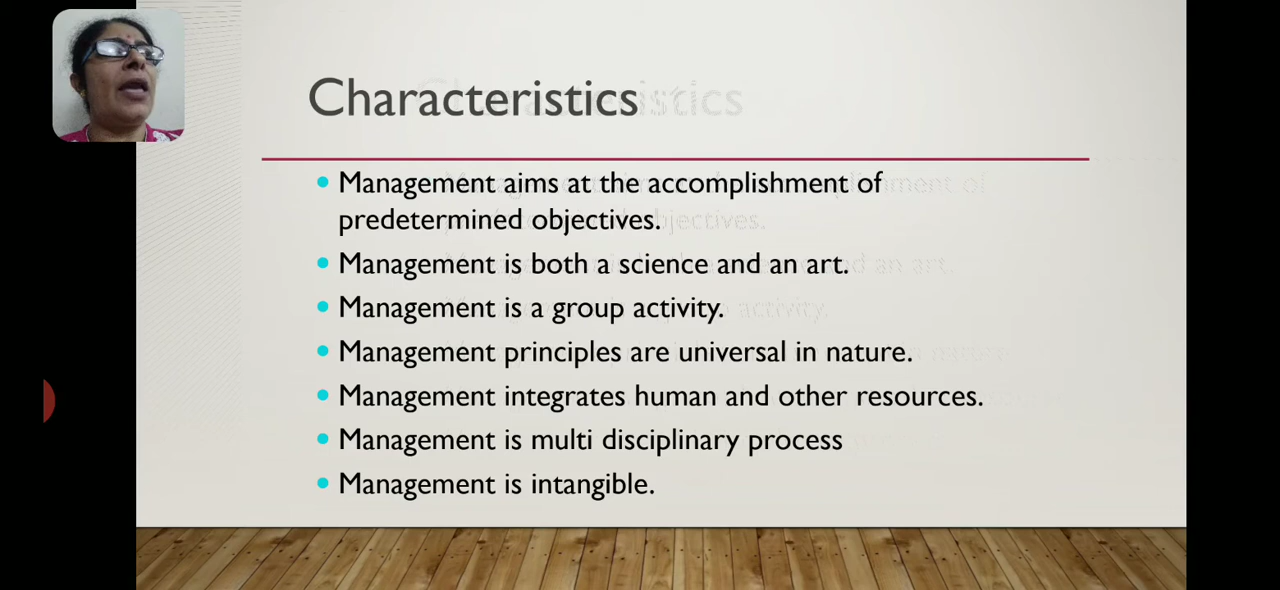 Characteristics
Management aims at the accomplishment of
predetermined objectives.
Management is both a science and an art.
Management is a group activity.
Management principles are universal in nature.
Management integrates human and other resources.
Management is multi disciplinary process
Management is intangible.